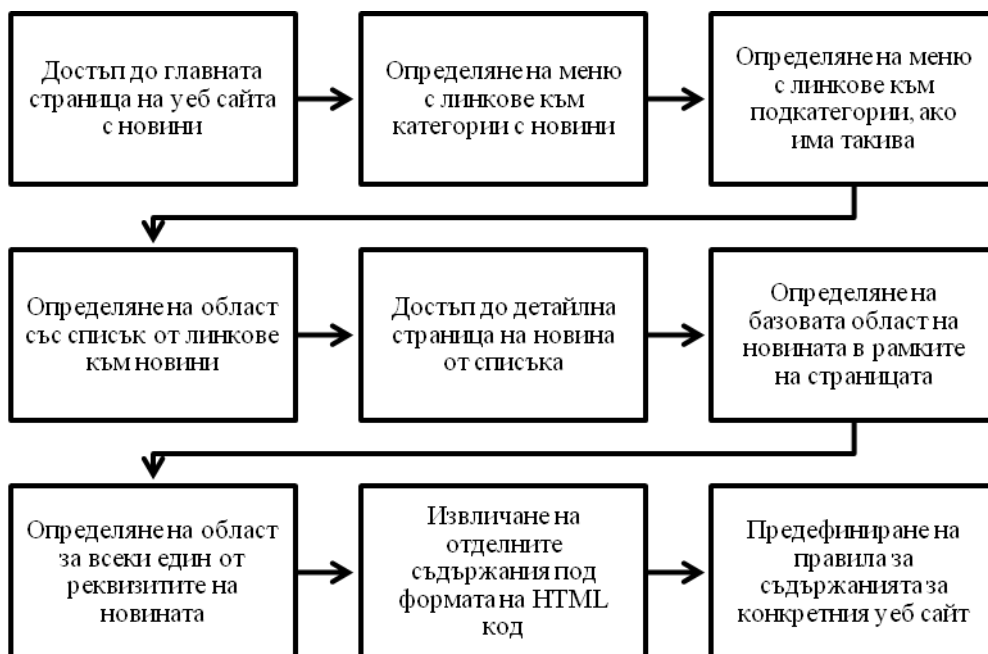 Достъп до главната
страница на уеб сайта
с новини
Определяне на меню
с линкове към
категории с новини
Определяне на меню
с линкове към
подкатегории, ако
има такива
Определяне на област
със списък от линкове
към новини
Достъп до детайлна
страница на новина
от списъка
Определяне на
базовата област на
новината в рамките
на страницата
Определяне на област
за всеки един от
реквизитите на
новината
Извличане на
отделните
съдържания под
формата на HTML
код
Предефиниране на
правила за
съдържанията за
конкретния уеб сайт